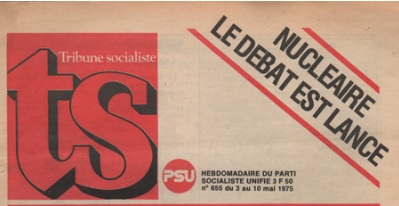 Tribune socialiste
ts
NUCLEAIRE
LE DEBAT EST LANCE
PSU
HEBDOMADAIRE DU PARTI
SOCIALISTE UNIFIE 3 F 50
n° 655 du 3 au 10 mai 1975